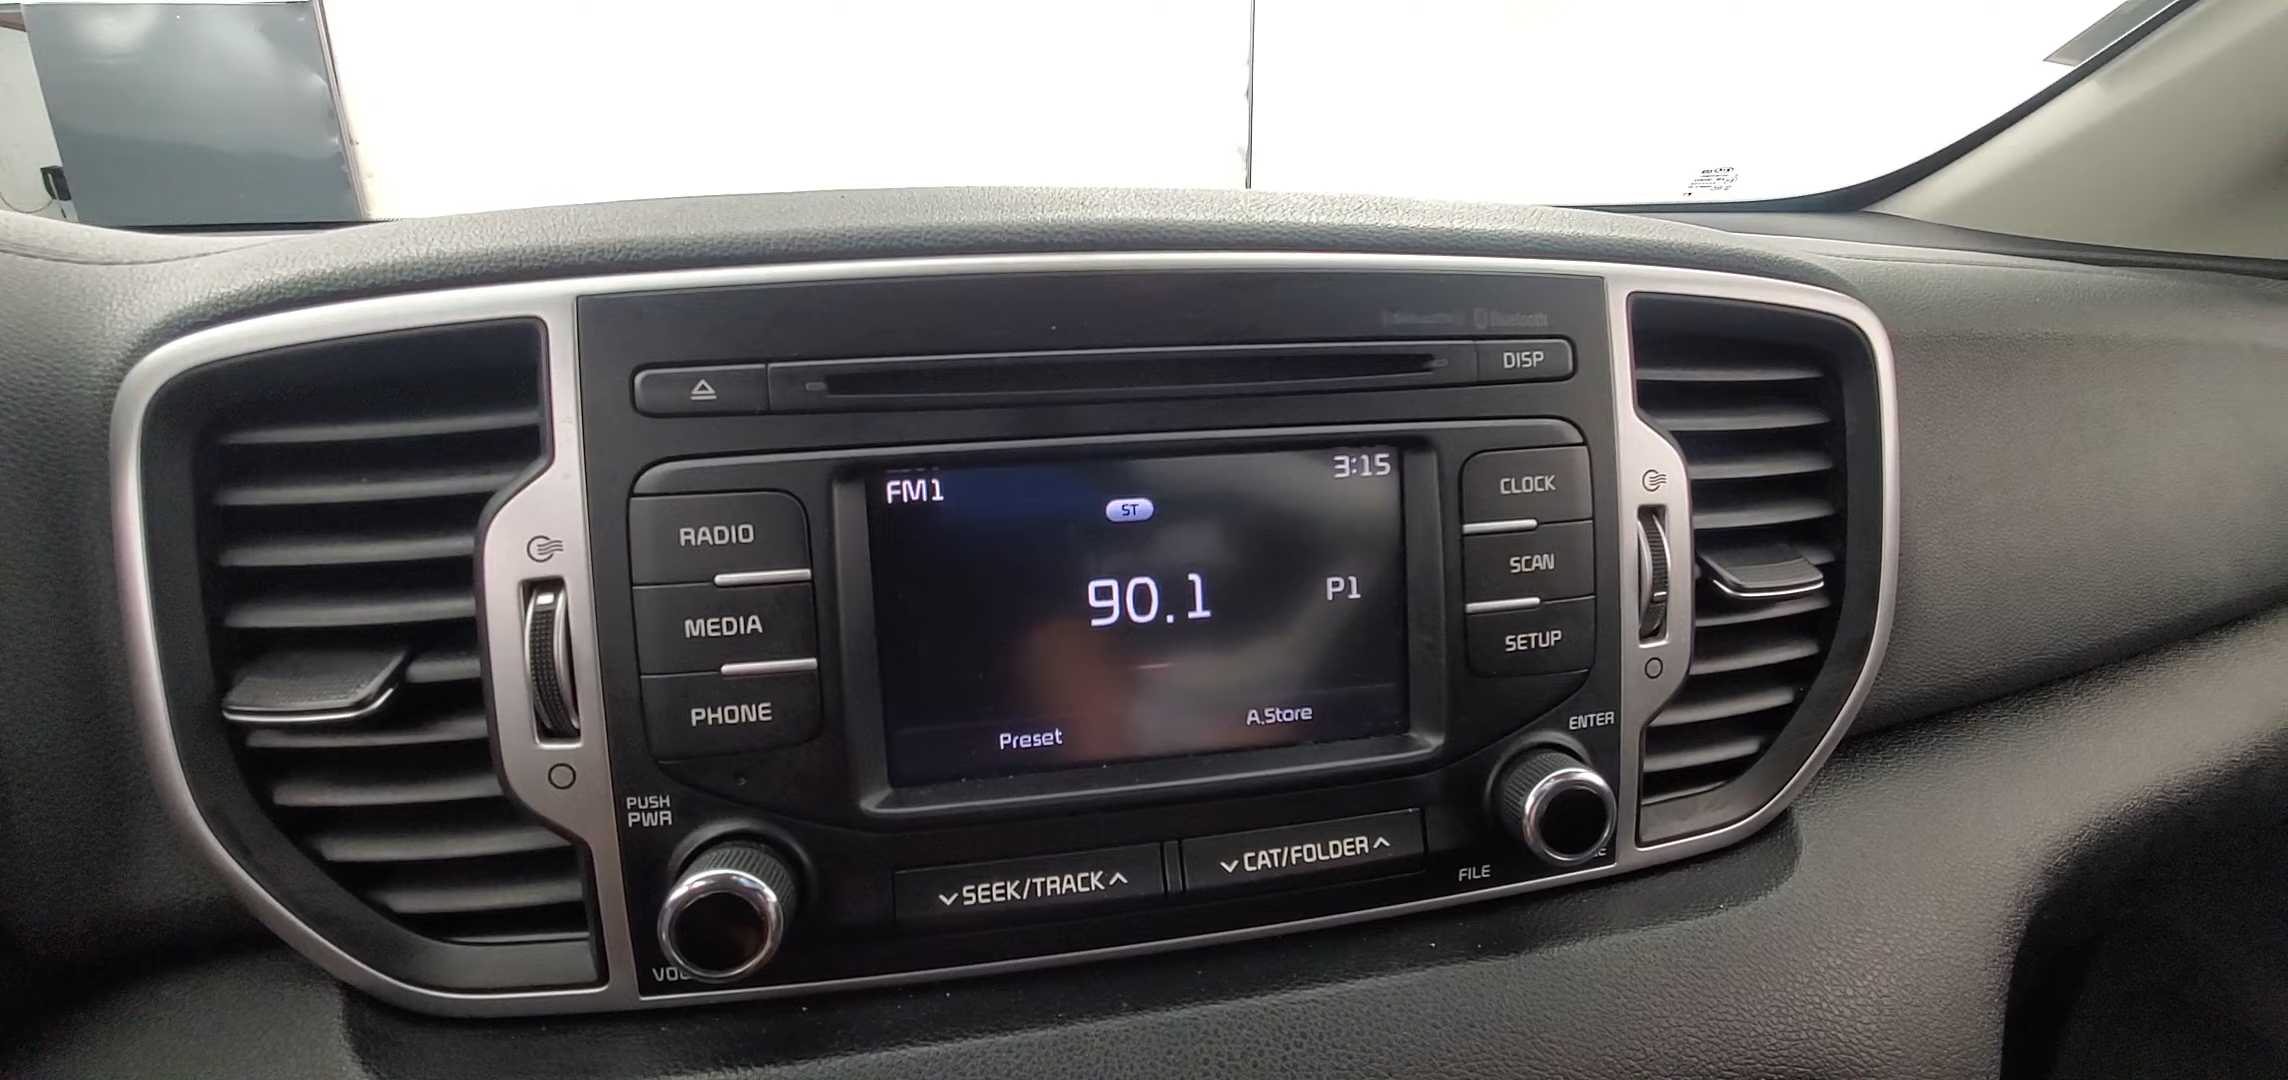 Bluetooth
DISP
FM1
3:15
ST
90.1
P1
Preset
A.Store
RADIO
MEDIA
PHONE
CLOCK
SCAN
SETUP
ENTER
PUSH
PWR
SEEK/TRACK
CAT/FOLDER
FILE